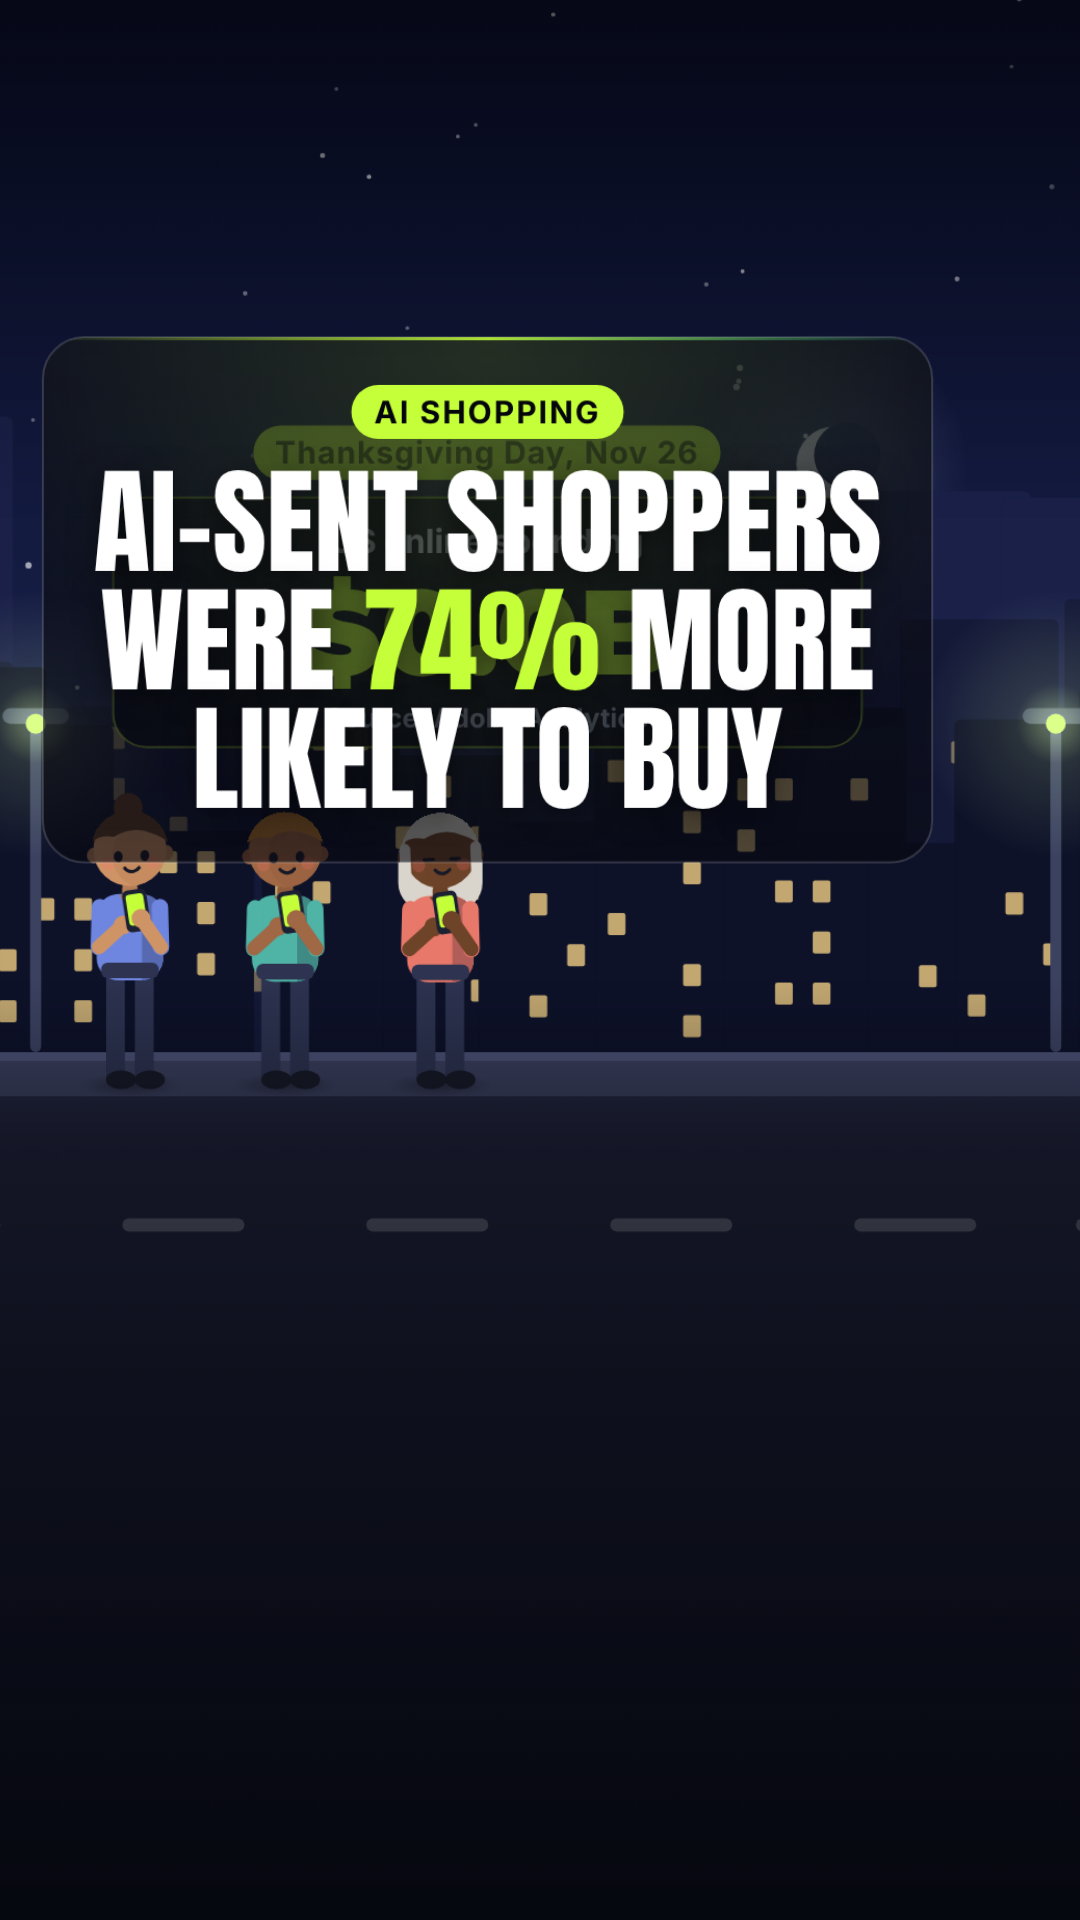 AI SHOPPING
Thanksgiving Day, Nov 26
AI-SENT SHOPPERS
WERE 74% MORE
LIKELY TO BUY